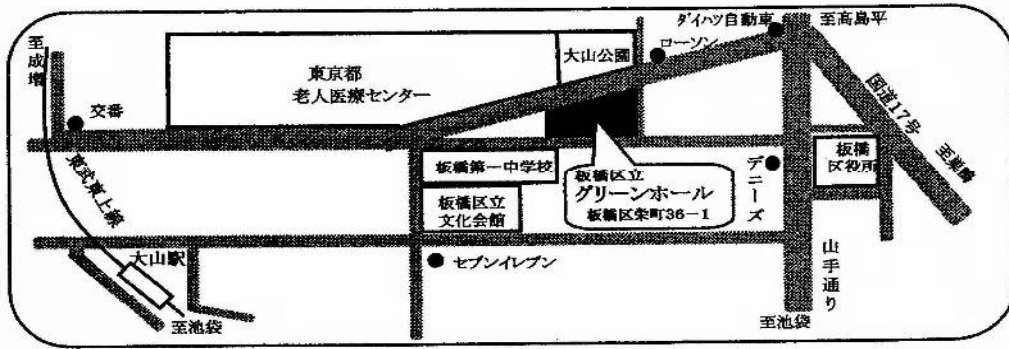 ダイハツ自動車
至高島平
至成増
ローソン
大山公園
東京都
老人医療センター
国道17号
交番
至巣鴨
板橋
区役所
板橋第一中学校
デニーズ
東武東上線
板橋区立
グリーンホール
板橋区栄町36-1
板橋区立
文化会館
大山駅
セブンイレブン
山手通り
至池袋
至池袋